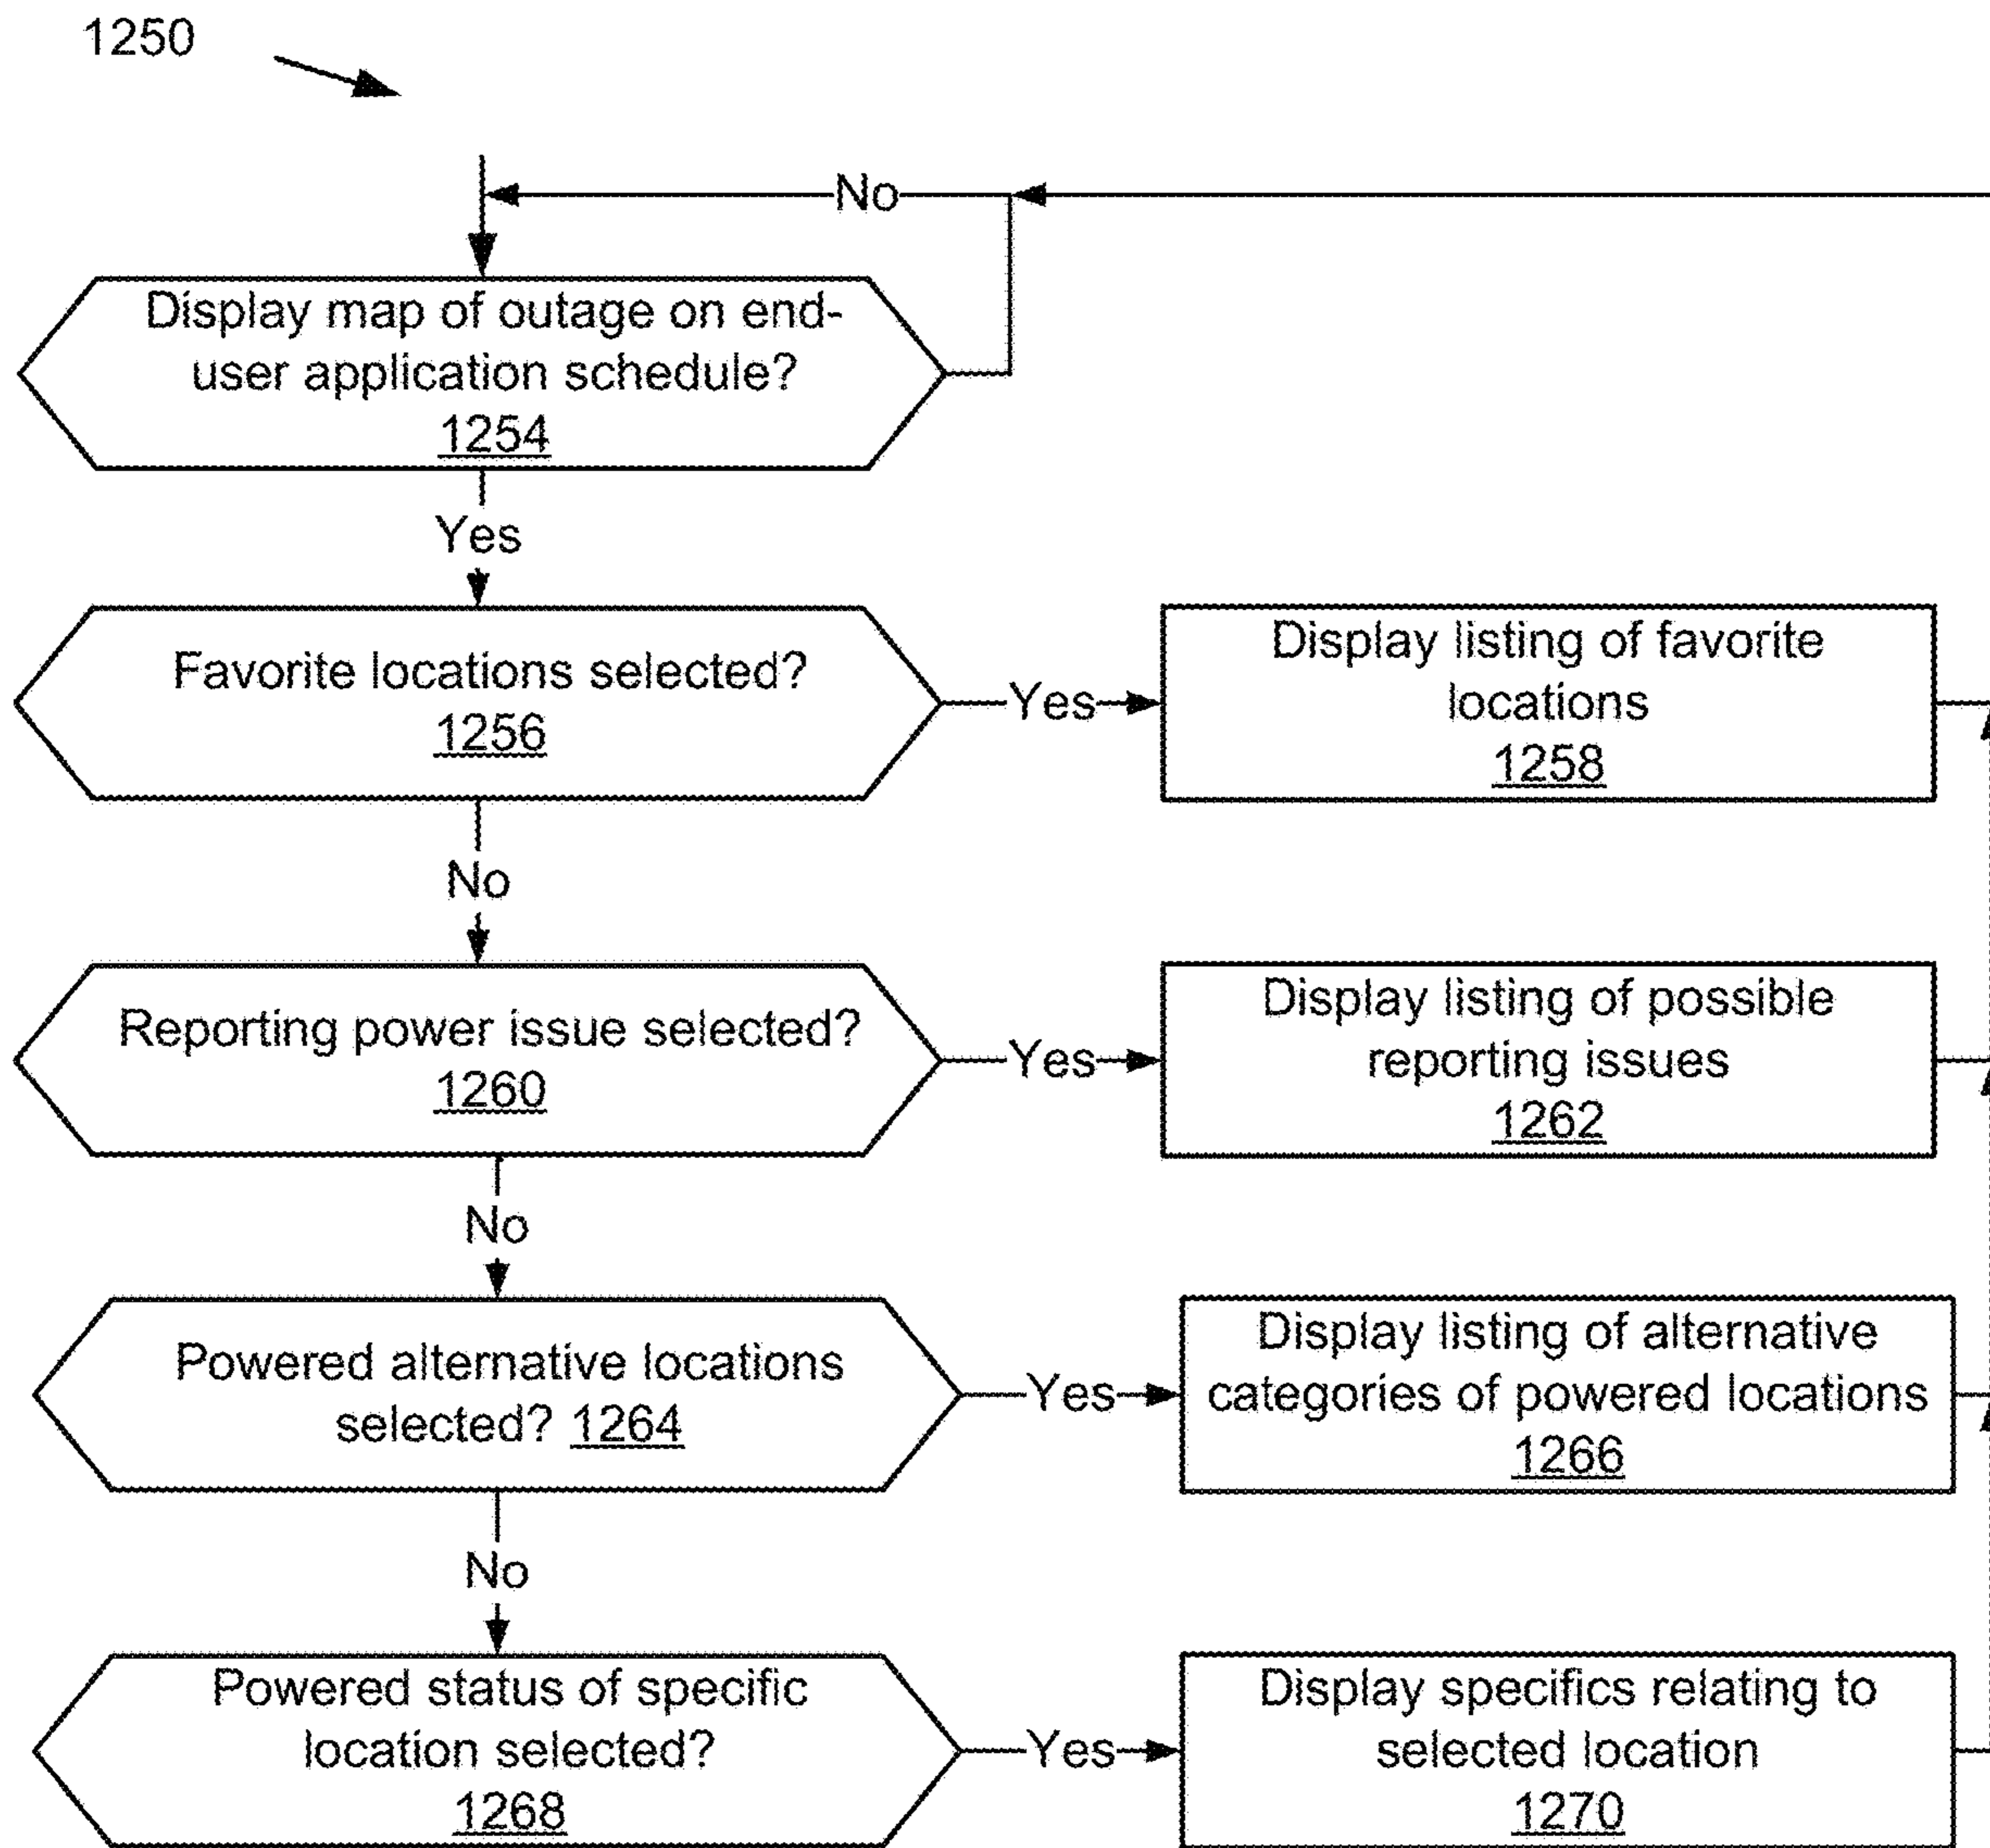 1250
No
Display map of outage on end-
user application schedule?
1254
Yes
Favorite locations selected?
1256
Yes
Display listing of favorite
locations
1258
No
Reporting power issue selected?
1260
Yes
Display listing of possible
reporting issues
1262
No
Powered alternative locations
selected? 1264
Yes
Display listing of alternative
categories of powered locations
1266
No
Powered status of specific
location selected?
1268
Yes
Display specifics relating to
selected location
1270